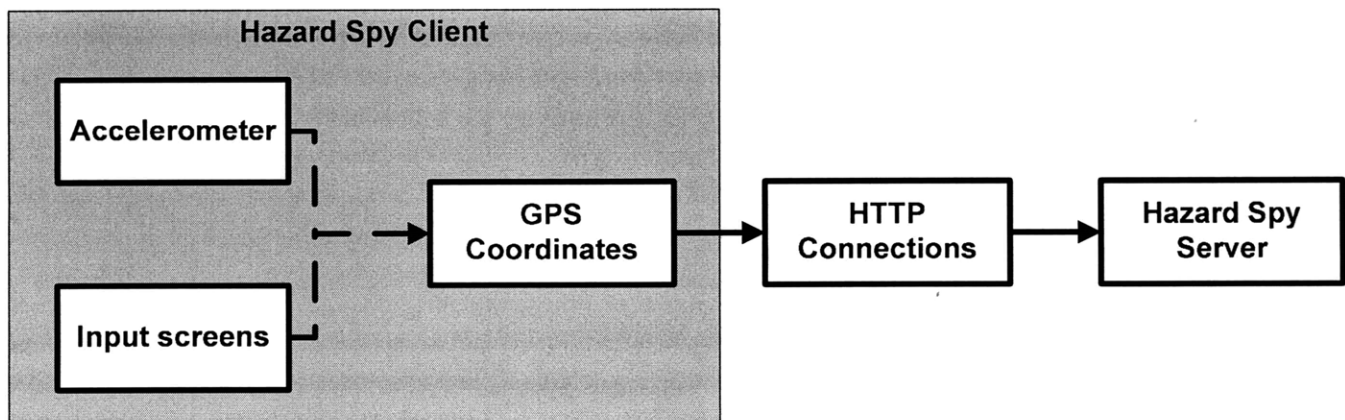 Hazard Spy Client
Accelerometer
Input screens
GPS
Coordinates
HTTP
Connections
Hazard Spy
Server